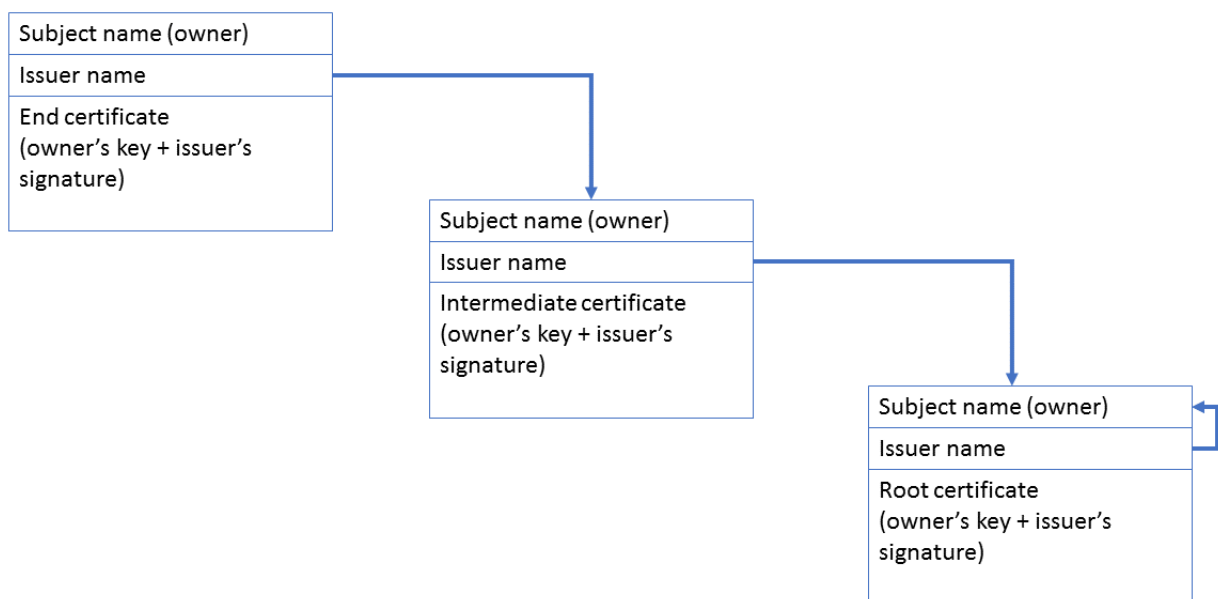 Subject name (owner)
Issuer name
End certificate
(owner’s key + issuer’s
signature)
Subject name (owner)
Issuer name
Intermediate certificate
(owner’s key + issuer’s
signature)
Subject name (owner)
Issuer name
Root certificate
(owner’s key + issuer’s
signature)